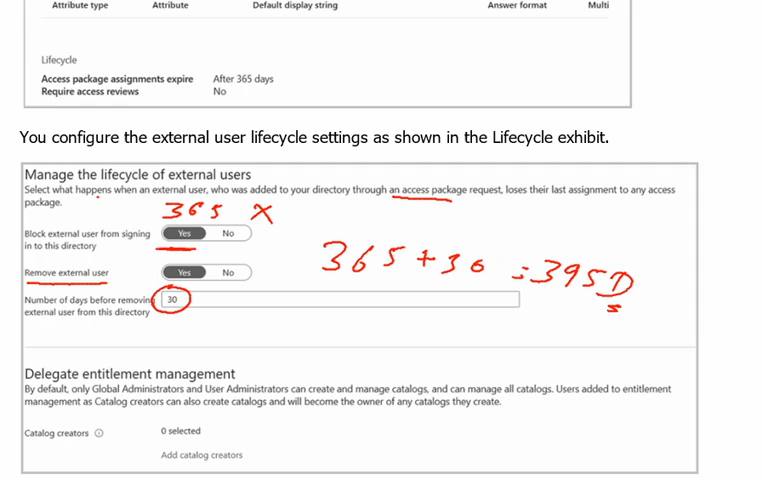 Attribute type Attribute Default display string Answer format Multi
Lifecycle
Access package assignments expire After 365 days
Require access reviews No
You configure the external user lifecycle settings as shown in the Lifecycle exhibit.
Manage the lifecycle of external users
Select what happens when an external user, who was added to your directory through an access package request, loses their last assignment to any access
package.
365 X
Block external user from signing Yes No
in to this directory
365+30 = 395D
s
Remove external user Yes No
Number of days before removing 30
external user from this directory
Delegate entitlement management
By default, only Global Administrators and User Administrators can create and manage catalogs, and can manage all catalogs. Users added to entitlement
management as Catalog creators can also create catalogs and will become the owner of any catalogs they create.
Catalog creators 0 selected
Add catalog creators